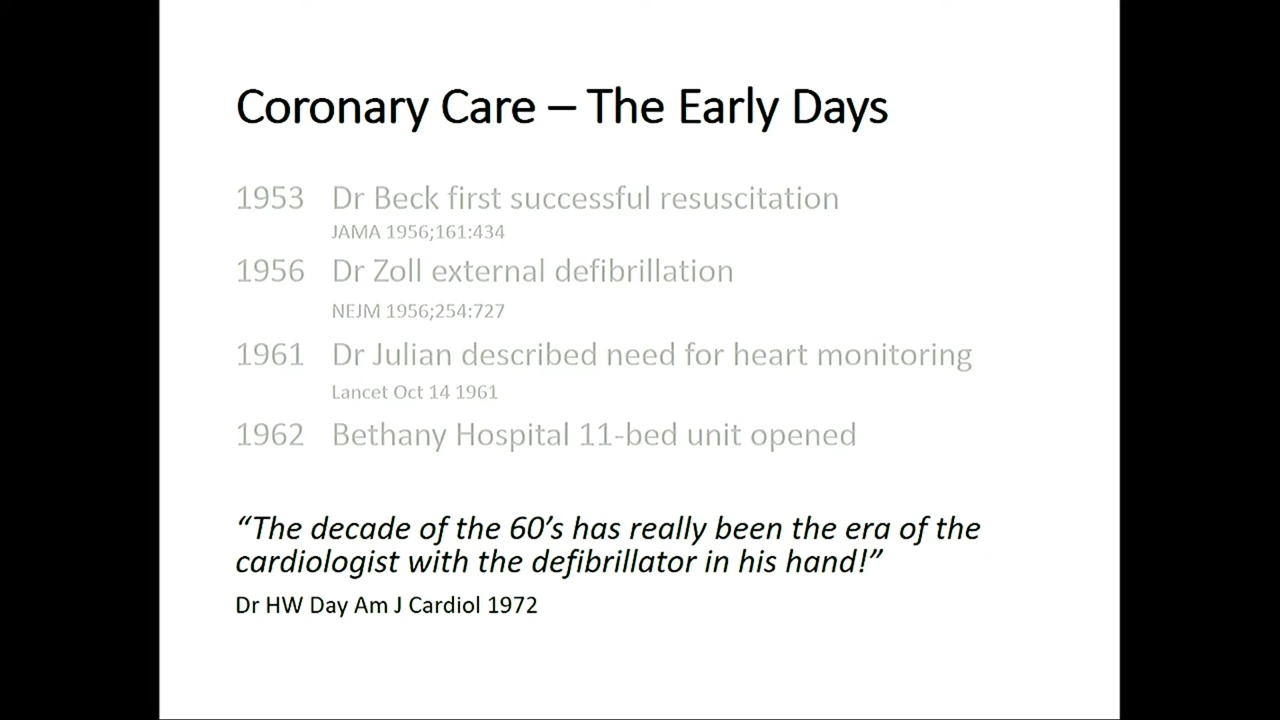 Coronary Care – The Early Days
1953 Dr Beck first successful resuscitation
JAMA 1956;161:434
1956 Dr Zoll external defibrillation
NEJM 1956;254:727
1961 Dr Julian described need for heart monitoring
Lancet Oct 14 1961
1962 Bethany Hospital 11-bed unit opened
“The decade of the 60’s has really been the era of the
cardiologist with the defibrillator in his hand!”
Dr HW Day Am J Cardiol 1972